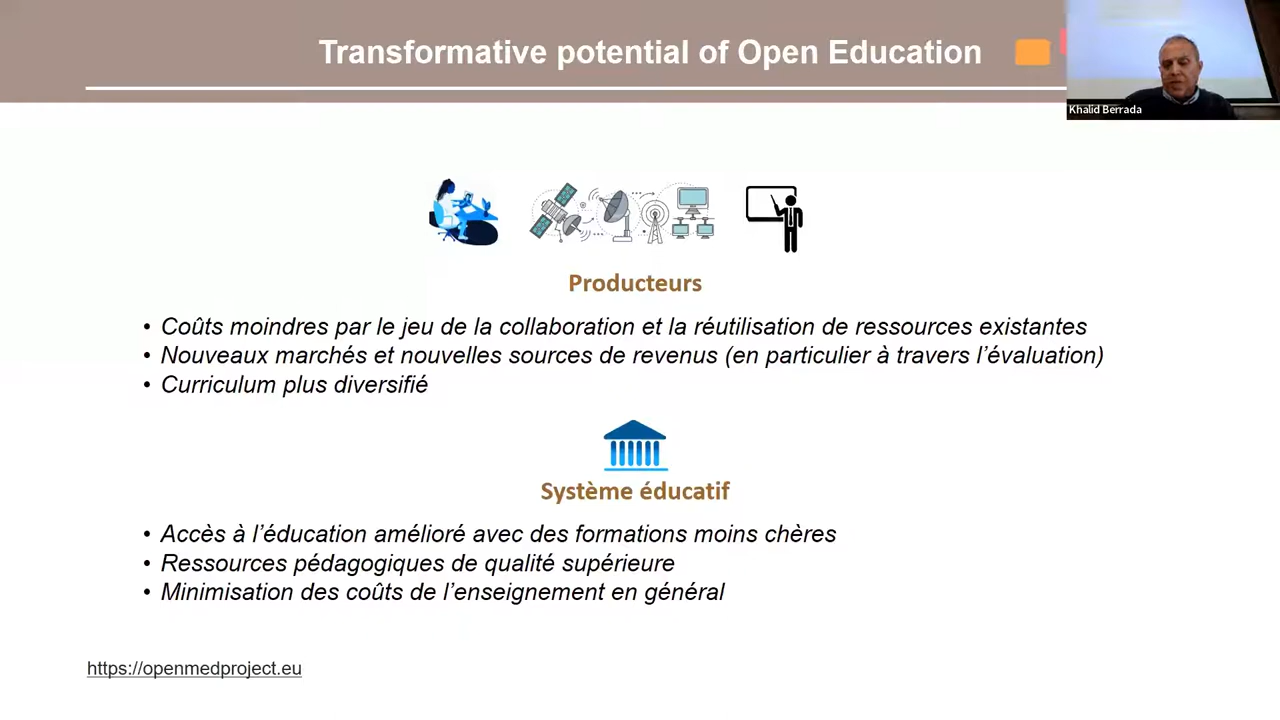 Transformative potential of Open Education
Khalid Berrada
Producteurs
• Coûts moindres par le jeu de la collaboration et la réutilisation de ressources existantes
• Nouveaux marchés et nouvelles sources de revenus (en particulier à travers l’évaluation)
• Curriculum plus diversifié
Système éducatif
• Accès à l’éducation amélioré avec des formations moins chères
• Ressources pédagogiques de qualité supérieure
• Minimisation des coûts de l’enseignement en général
https://openmedproject.eu